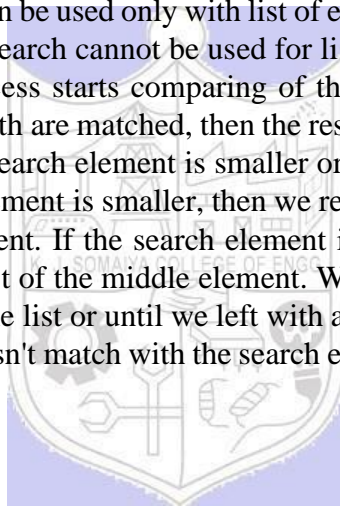 n be used only with list of e
earch cannot be used for li
ess starts comparing of th
th are matched, then the res
earch element is smaller or
ement is smaller, then we re
ent. If the search element i
K. J. SOMAIYA COLLEGE OF ENGG.
t of the middle element. W
e list or until we left with a
sn't match with the search e